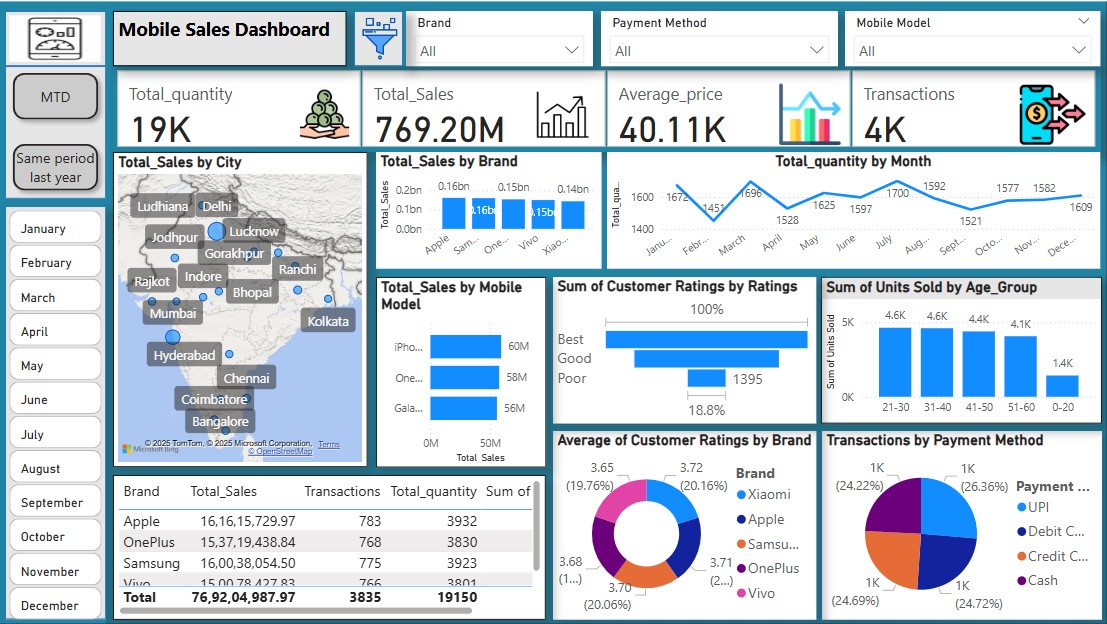 Mobile Sales Dashboard
Brand
All
Payment Method
All
Mobile Model
All
MTD
Same period
last year
January
February
March
April
May
June
July
August
September
October
November
December
Total_quantity
19K
Total_Sales
769.20M
Average_price
40.11K
Transactions
4K
Total_Sales by City
Ludhiana
Delhi
Jodhpur
Lucknow
Gorakhpur
Ranchi
Rajkot
Indore
Bhopal
Mumbai
Kolkata
Hyderabad
Chennai
Coimbatore
Bangalore
© 2025 TomTom, © 2025 Microsoft Corporation, Terms
Microsoft Bing
© OpenStreetMap
Total_Sales by Brand
Total_Sales
0.2bn
0.1bn
0.0bn
0.16bn
0.16bn
0.15bn
0.15bn
0.14bn
Apple
Sam...
One...
Vivo
Xiao...
Total_quantity by Month
Total_qua...
1600
1400
1672
1451
1696
1528
1625
1597
1700
1592
1521
1577
1582
1609
Janu...
Febr...
March
April
May
June
July
Aug...
Sept...
Octo...
Nov...
Dece...
Total_Sales by Mobile
Model
iPho...
60M
One...
58M
Gala...
56M
0M
50M
Total_Sales
Sum of Customer Ratings by Ratings
100%
Best
Good
Poor
1395
18.8%
Sum of Units Sold by Age_Group
Sum of Units Sold
5K
0K
4.6K
4.6K
4.4K
4.1K
1.4K
21-30
31-40
41-50
51-60
0-20
Brand Total_Sales Transactions Total_quantity Sum of
Apple 16,16,15,729.97 783 3932
OnePlus 15,37,19,438.84 768 3830
Samsung 16,00,38,054.50 775 3923
Vivo 15,00,78,427.83 766 3801
Total 76,92,04,987.97 3835 19150
Average of Customer Ratings by Brand
3.65
(19.76%)
3.72
(20.16%)
3.68
(1...)
3.70
(20.06%)
3.71
(2...)
Brand
Xiaomi
Apple
Samsu...
OnePlus
Vivo
Transactions by Payment Method
1K
(24.22%)
1K
(26.36%)
1K
(24.69%)
1K
(24.72%)
Payment ...
UPI
Debit C...
Credit C...
Cash